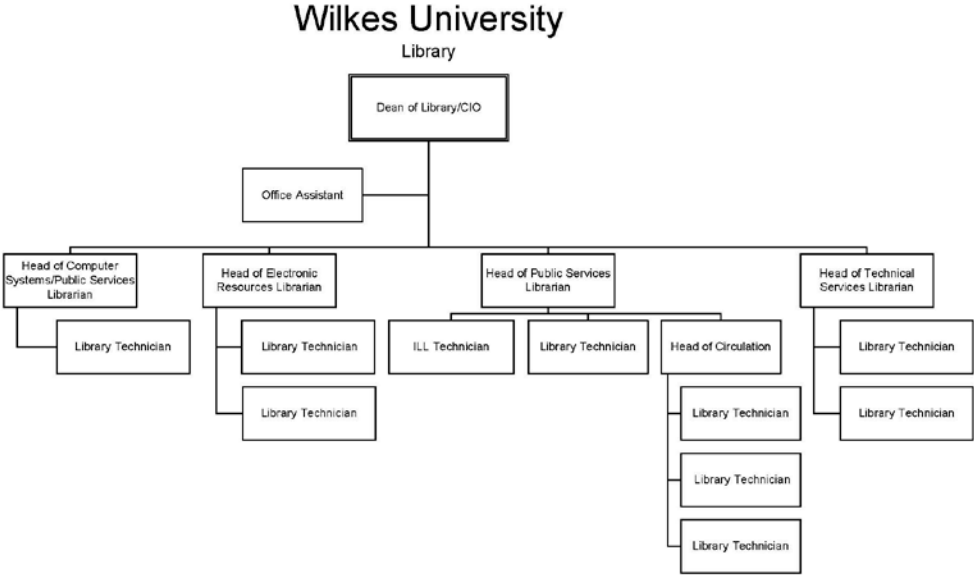 Wilkes University
Library
Dean of Library/CIO
Office Assistant
Head of Computer
Systems/Public Services
Librarian
Head of Electronic
Resources Librarian
Head of Public Services
Librarian
Head of Technical
Services Librarian
Library Technician
Library Technician
ILL Technician
Library Technician
Head of Circulation
Library Technician
Library Technician
Library Technician
Library Technician
Library Technician
Library Technician